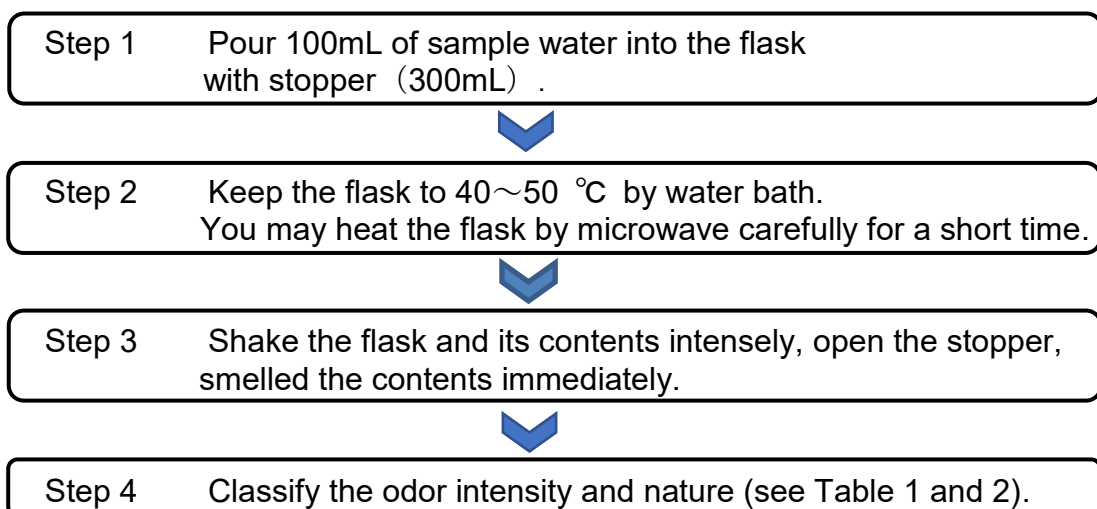 Step 1 Pour 100mL of sample water into the flask
with stopper（300mL）.
Step 2 Keep the flask to 40～50 ℃ by water bath.
You may heat the flask by microwave carefully for a short time.
Step 3 Shake the flask and its contents intensely, open the stopper,
smelled the contents immediately.
Step 4 Classify the odor intensity and nature (see Table 1 and 2).